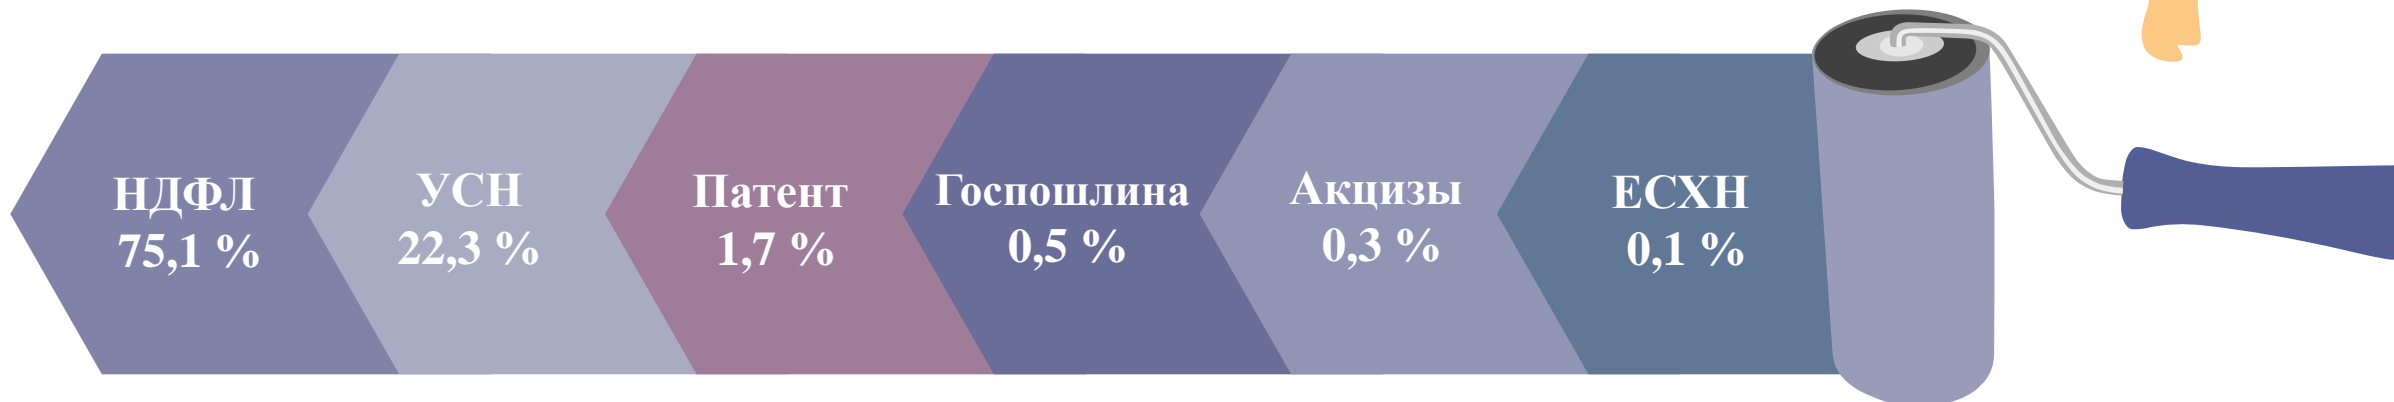 НДФЛ
75,1 %
УСН
22,3 %
Патент
1,7 %
Госпошлина
0,5 %
Акцизы
0,3 %
ЕСХН
0,1 %